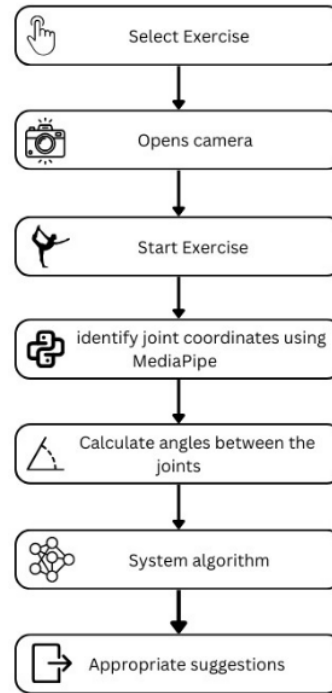 Select Exercise
Opens camera
Start Exercise
identify joint coordinates using
MediaPipe
Calculate angles between the
joints
System algorithm
Appropriate suggestions